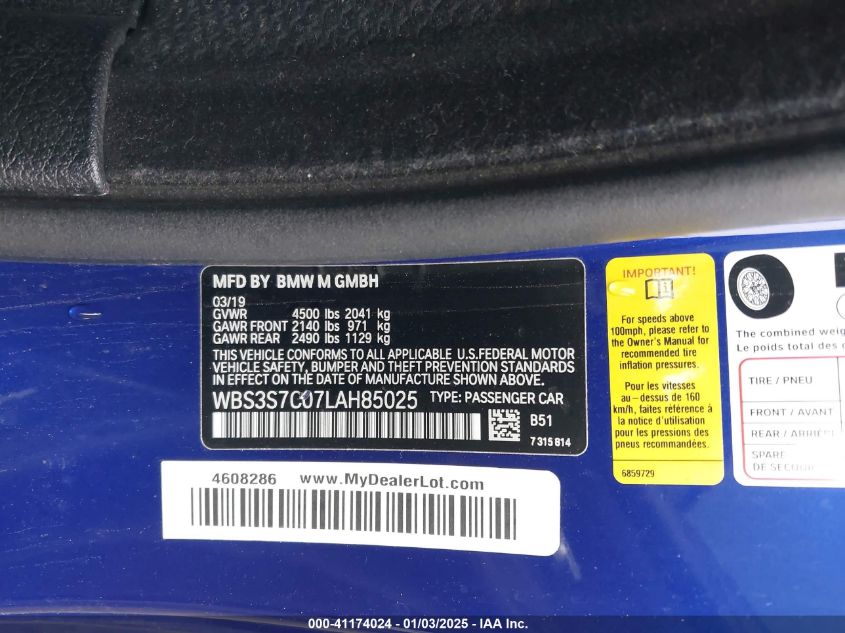 MFD BY BMW M GMBH
03/19
GVWR 4500 lbs 2041 kg
GAWR FRONT 2140 lbs 971 kg
GAWR REAR 2490 lbs 1129 kg
THIS VEHICLE CONFORMS TO ALL APPLICABLE U.S.FEDERAL MOTOR
VEHICLE SAFETY, BUMPER AND THEFT PREVENTION STANDARDS
IN EFFECT ON THE DATE OF MANUFACTURE SHOWN ABOVE.
WBS3S7C07LAH85025 TYPE: PASSENGER CAR
B51
7315814
4608286 www.MyDealerLot.com
IMPORTANT!
For speeds above
100mph, please refer to
the Owner's Manual for
recommended tire
inflation pressures.
Pour les vitesses
au-dessus de 160
km/h, faites référence à
la notice d'utilisation
pour les pressions des
pneus recommandées.
6859729
The combined
Le poids total des
TIRE / PNEU
FRONT / AVANT
REAR /
SPARE
DE
000-41174024 - 01/03/2025 - IAA Inc.